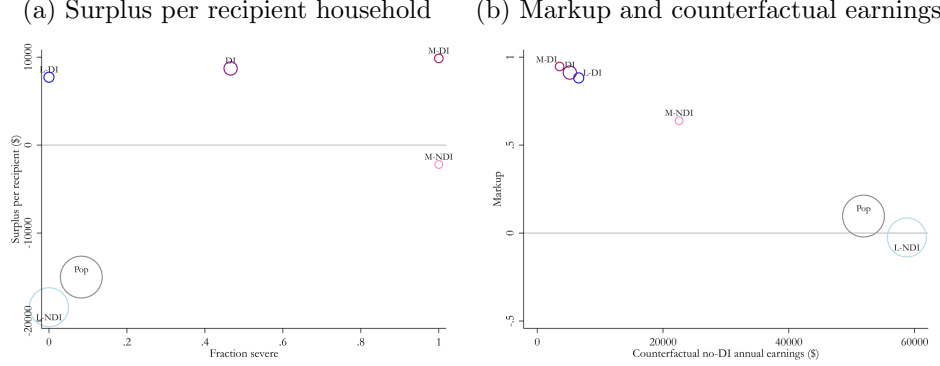 (a) Surplus per recipient household
(b) Markup and counterfactual earnings
10000
0
-10000
-20000
Surplus per recipient ($)
L-DI
DI
M-DI
M-NDI
Pop
L-NDI
0
.2
.4
.6
.8
1
Fraction severe
1
.5
0
-.5
Markup
M-DI
DI
L-DI
M-NDI
Pop
L-NDI
0
20000
40000
60000
Counterfactual no-DI annual earnings ($)